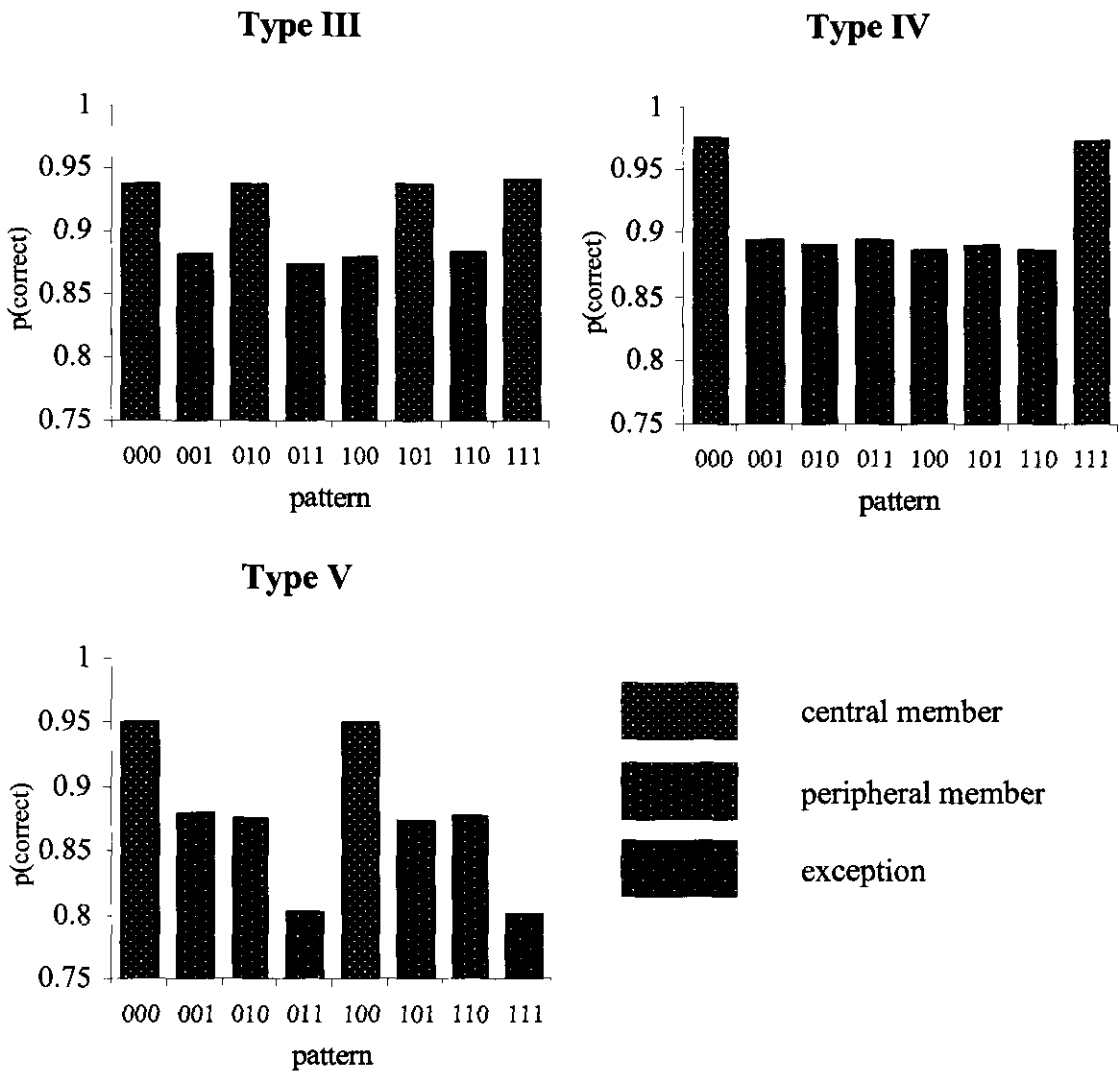 Type III
1
0.95
0.9
0.85
0.8
0.75
p(correct)
000 001 010 011 100 101 110 111
pattern
Type IV
1
0.95
0.9
0.85
0.8
0.75
p(correct)
000 001 010 011 100 101 110 111
pattern
Type V
1
0.95
0.9
0.85
0.8
0.75
p(correct)
000 001 010 011 100 101 110 111
pattern
central member
peripheral member
exception